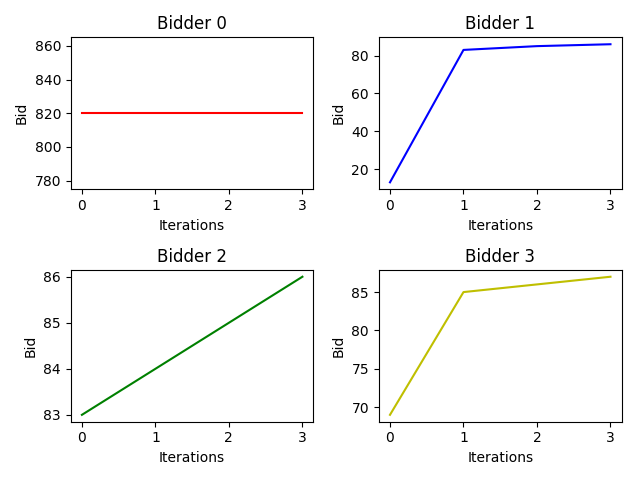 Bidder 0
Bid
860
840
820
800
780
0 1 2 3
Iterations
Bidder 1
Bid
80
60
40
20
0 1 2 3
Iterations
Bidder 2
Bid
86
85
84
83
0 1 2 3
Iterations
Bidder 3
Bid
85
80
75
70
0 1 2 3
Iterations